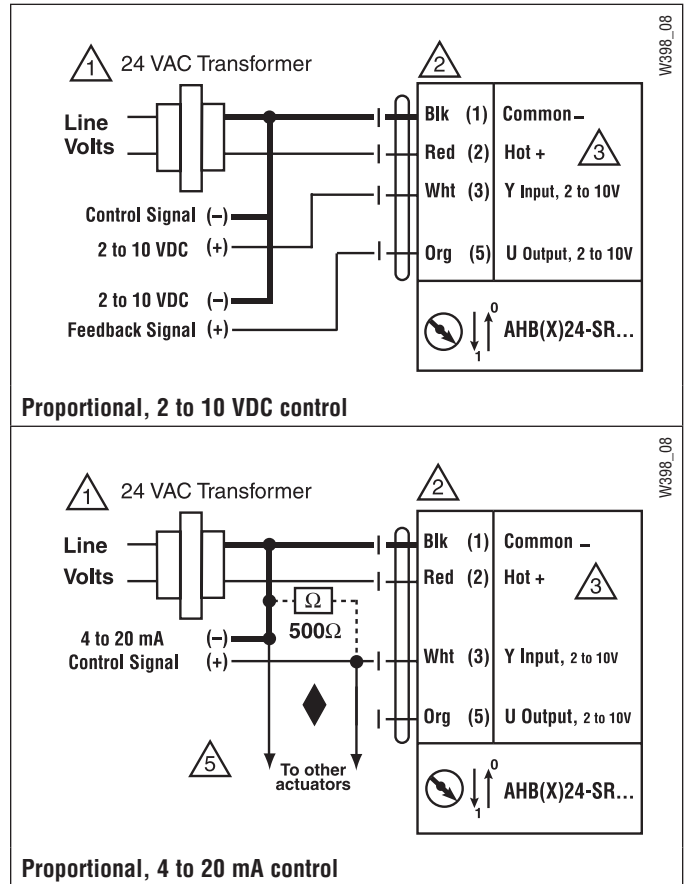 W398_08
1 24 VAC Transformer
2
Line
Volts
Blk (1) Common –
Red (2) Hot + 3
Wht (3) Y Input, 2 to 10V
Control Signal (–)
2 to 10 VDC (+)
Org (5) U Output, 2 to 10V
2 to 10 VDC (–)
Feedback Signal (+)
0
1
AHB(X)24-SR...
Proportional, 2 to 10 VDC control
W398_08
1 24 VAC Transformer
2
Line
Volts
Blk (1) Common –
Red (2) Hot + 3
Ω
500Ω
4 to 20 mA (–)
Control Signal (+)
Wht (3) Y Input, 2 to 10V
Org (5) U Output, 2 to 10V
5
To other
actuators
0
1
AHB(X)24-SR...
Proportional, 4 to 20 mA control